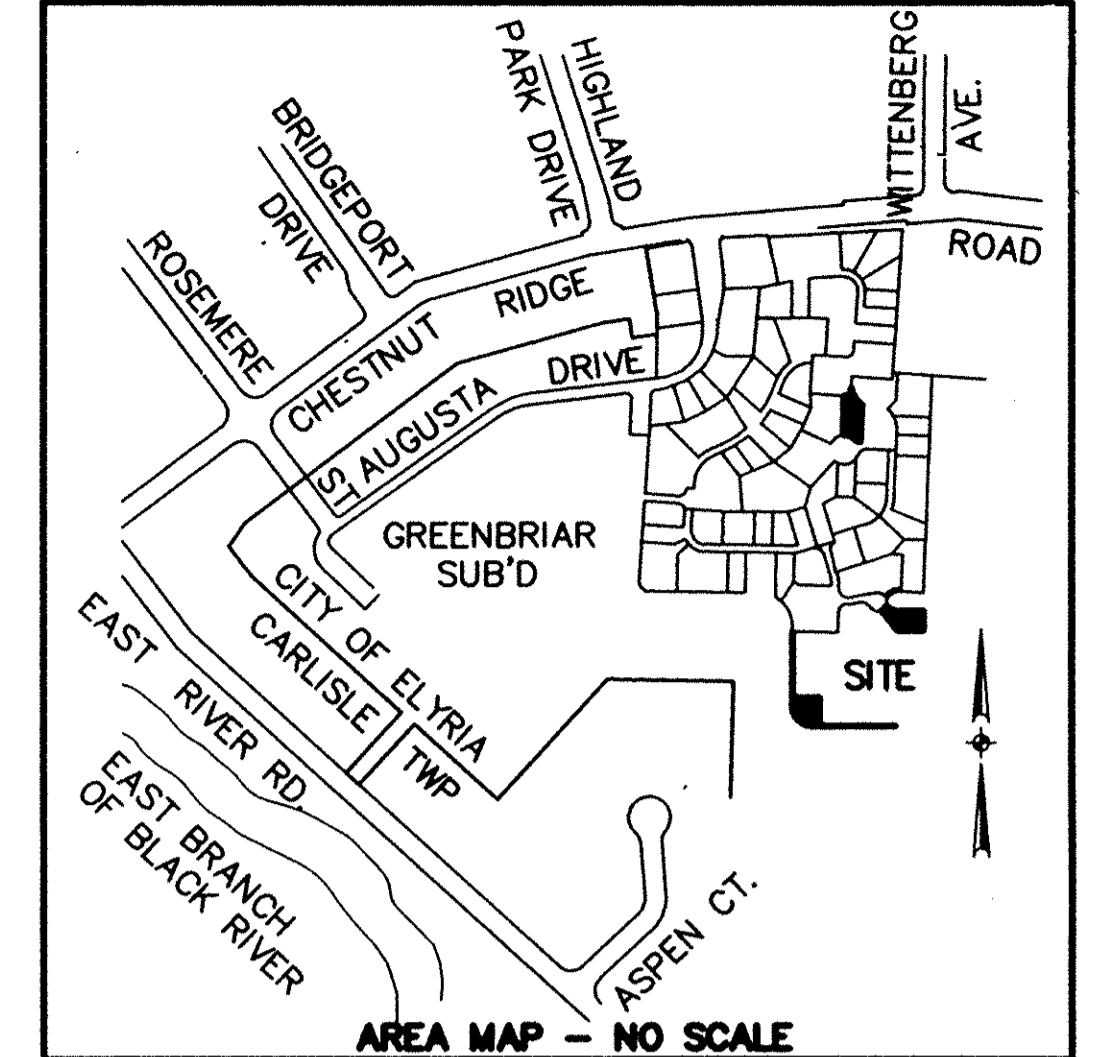 PARK DRIVE
HIGHLAND
WITTENBERG
AVE.
BRIDGEPORT
DRIVE
ROSEMERE
ROAD
CHESTNUT RIDGE
ST AUGUSTA DRIVE
GREENBRIAR
SUB'D
CITY OF ELYRIA
CARLISLE TWP
EAST RIVER RD.
SITE
EAST BRANCH
OF BLACK RIVER
ASPEN CT.
AREA MAP – NO SCALE